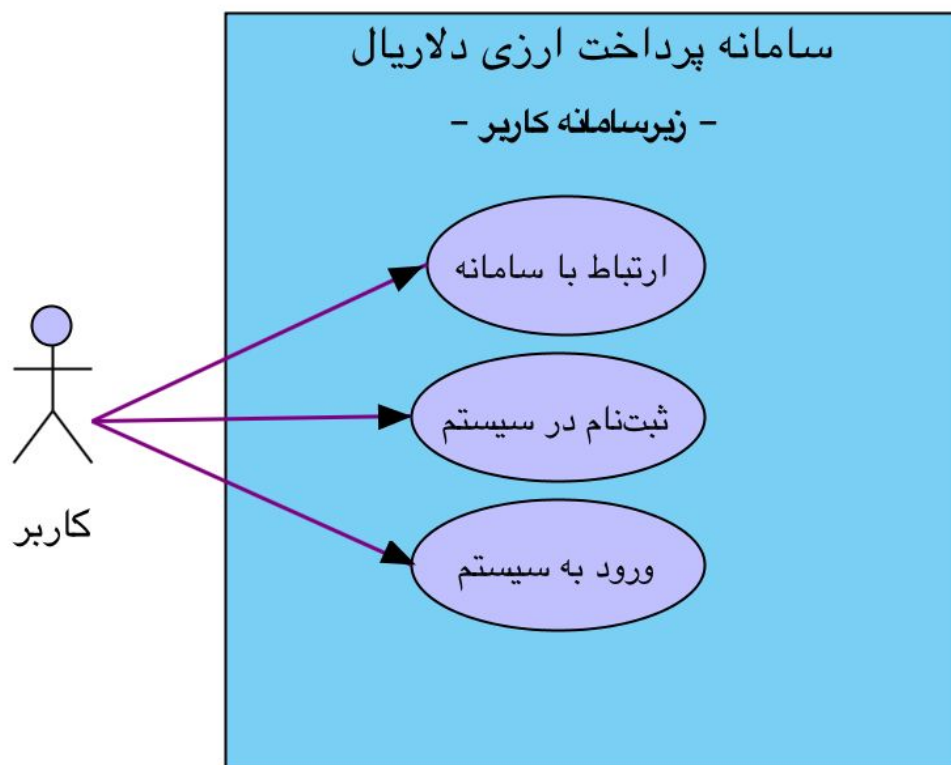 سامانه پرداخت ارزی دلاریال
- زیرسامانه کاربر -
ارتباط با سامانه
ثبت‌نام در سیستم
ورود به سیستم
کاربر